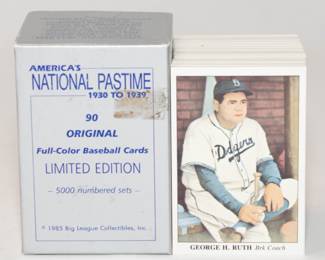 AMERICA'S
NATIONAL PASTIME
1930 TO 1939
90
ORIGINAL
Full-Color Baseball Cards
LIMITED EDITION
– 5000 numbered sets –
© 1985 Big League Collectibles, Inc.
B
Dodgers
GEORGE H. RUTH Brk Coach